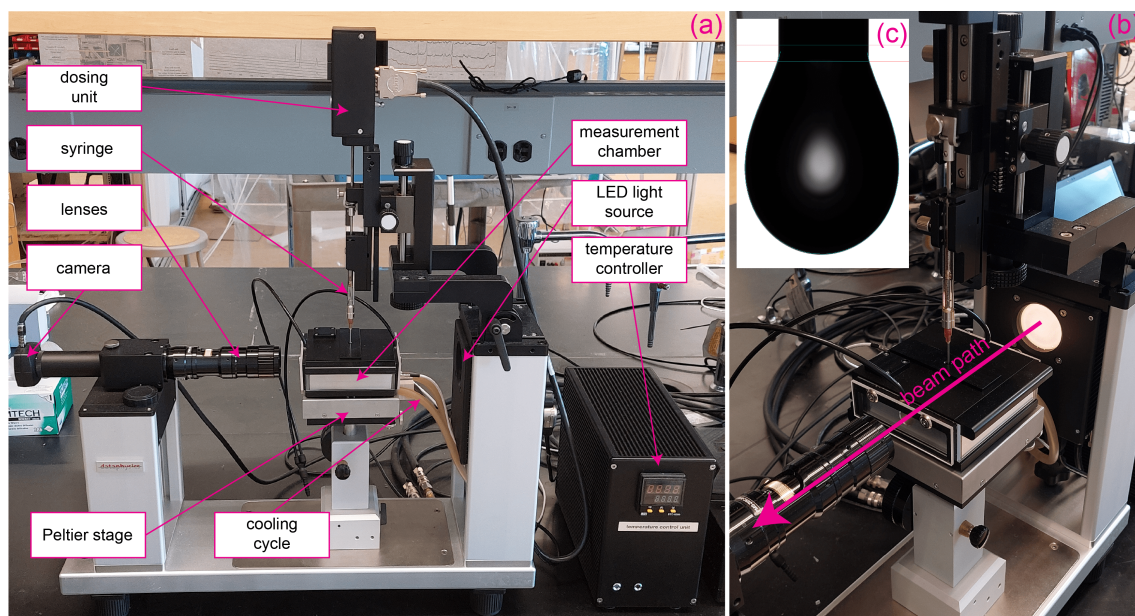 (a)
dosing
unit
syringe
lenses
camera
measurement
chamber
LED light
source
temperature
controller
Peltier stage
cooling
cycle
dataphysics
temperature control unit
(b)
(c)
beam path